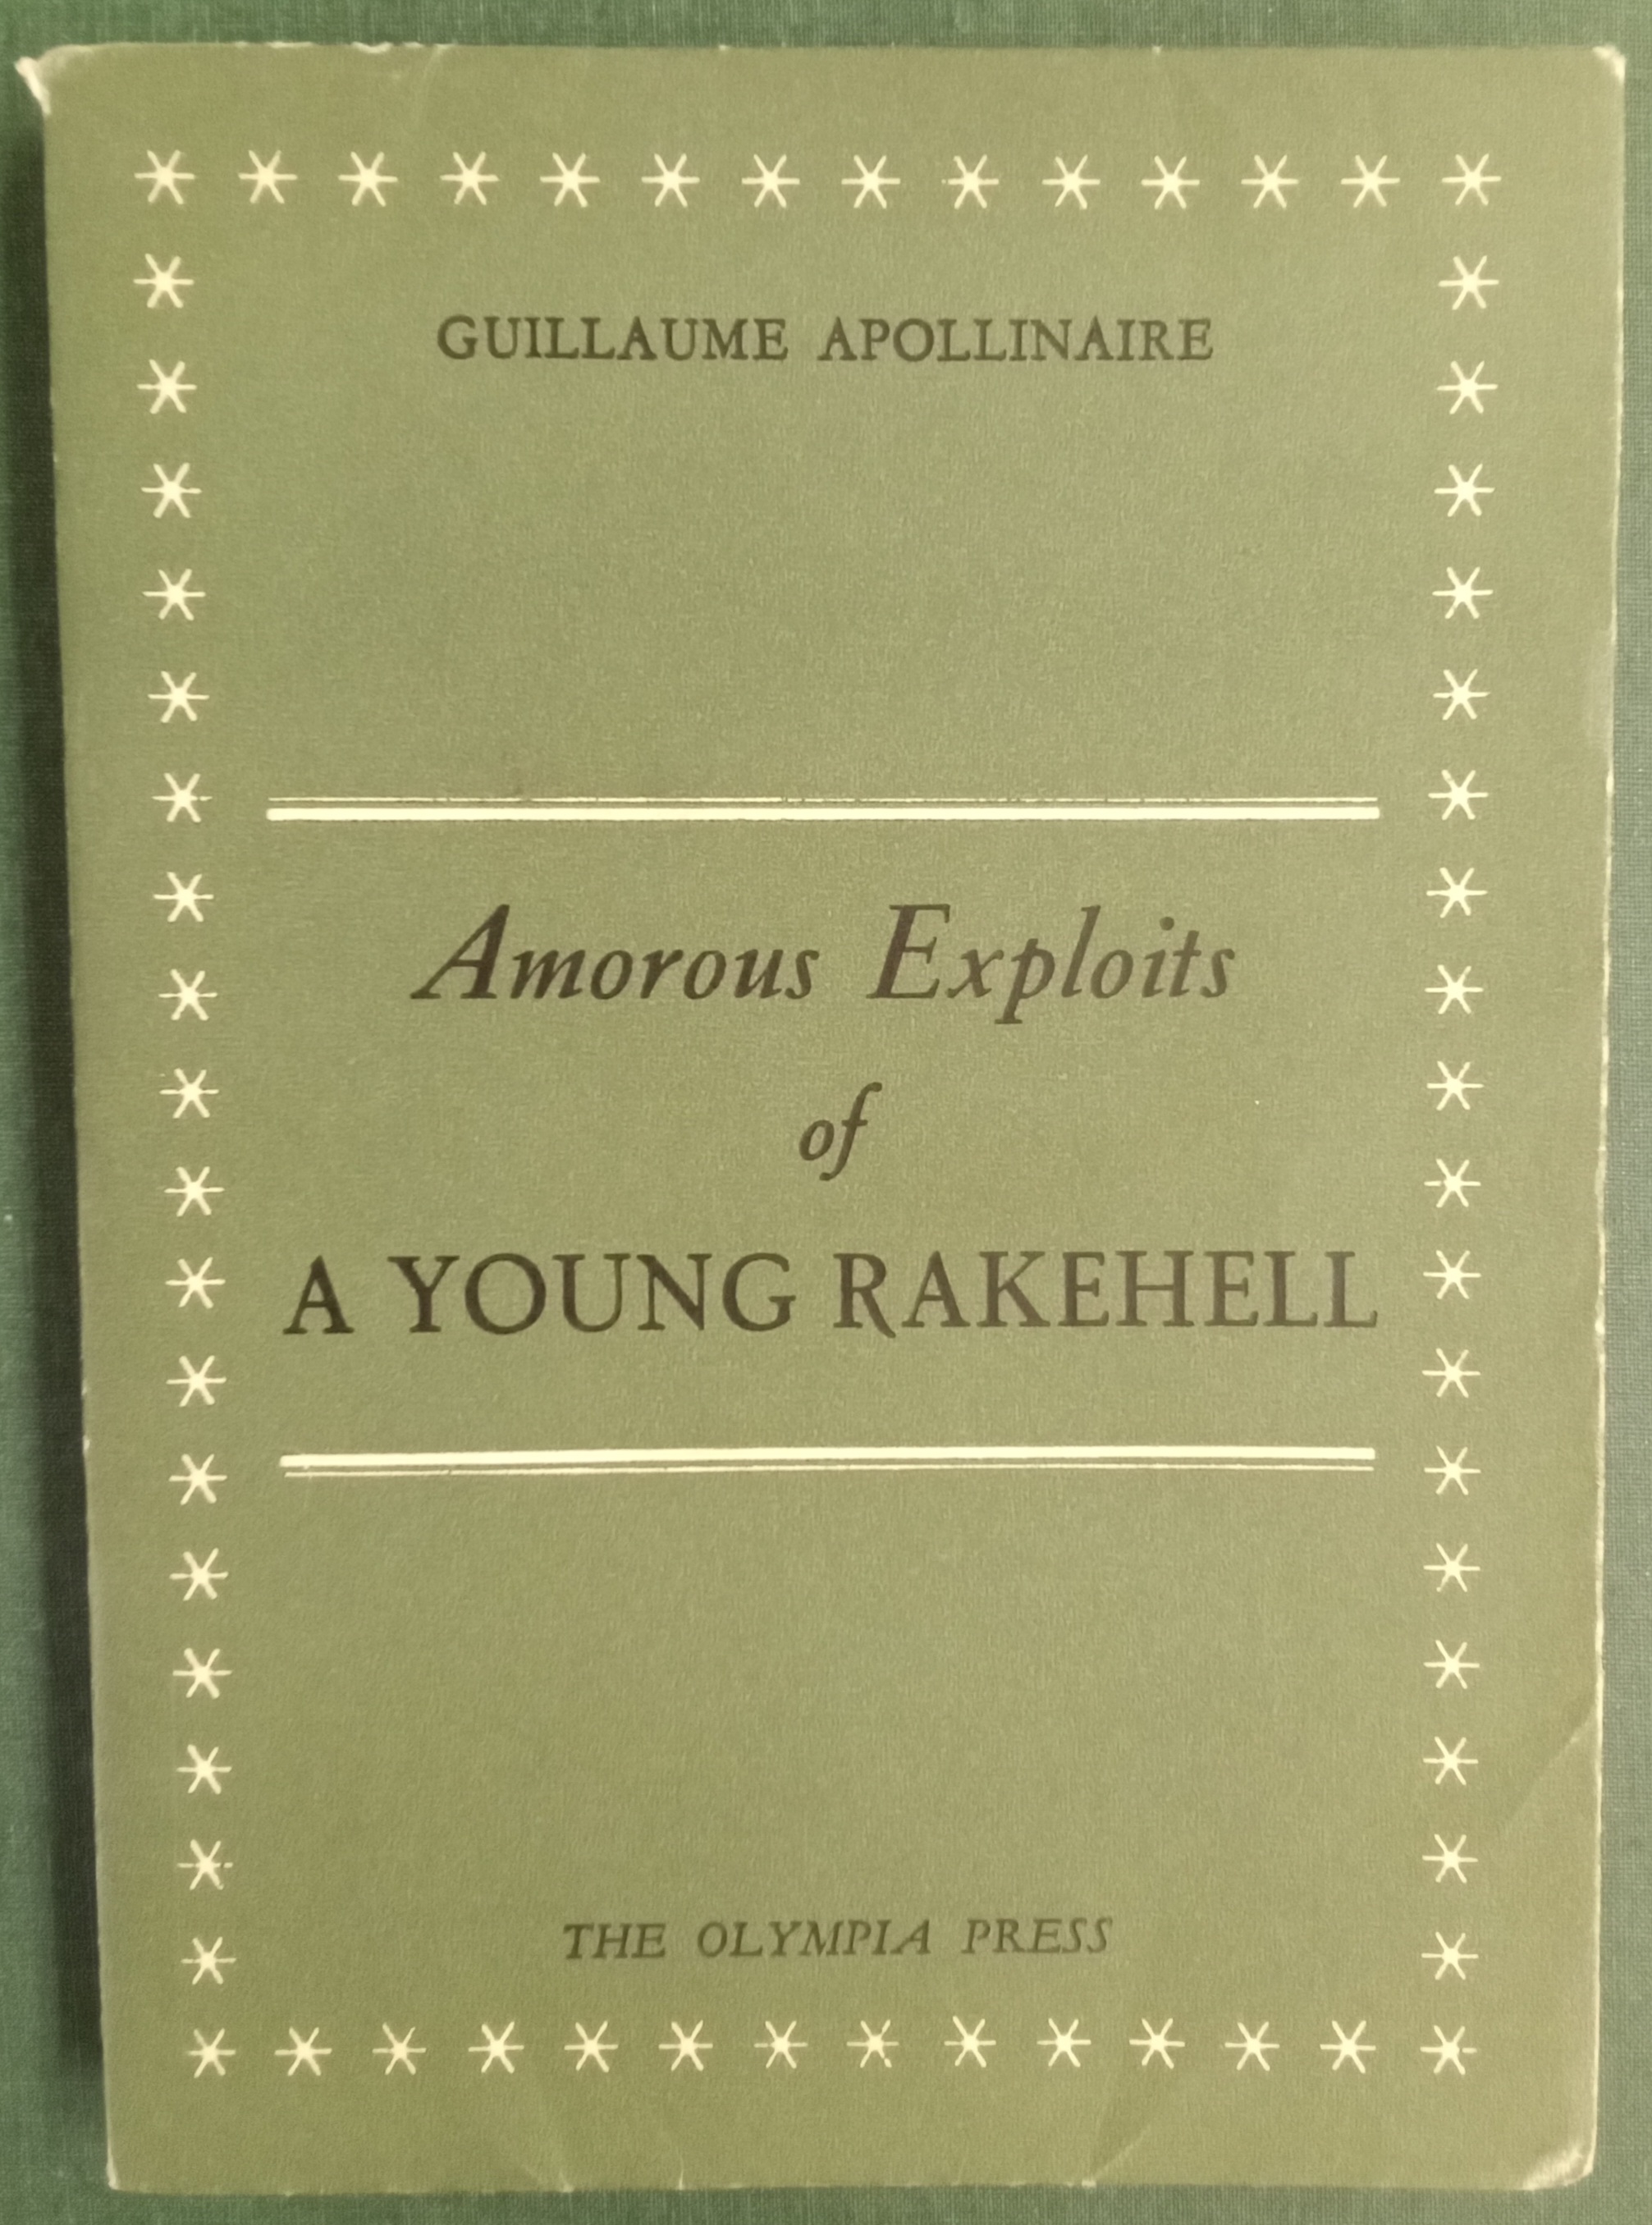 GUILLAUME APOLLINAIRE
Amorous Exploits
of
A YOUNG RAKEHELL
THE OLYMPIA PRESS